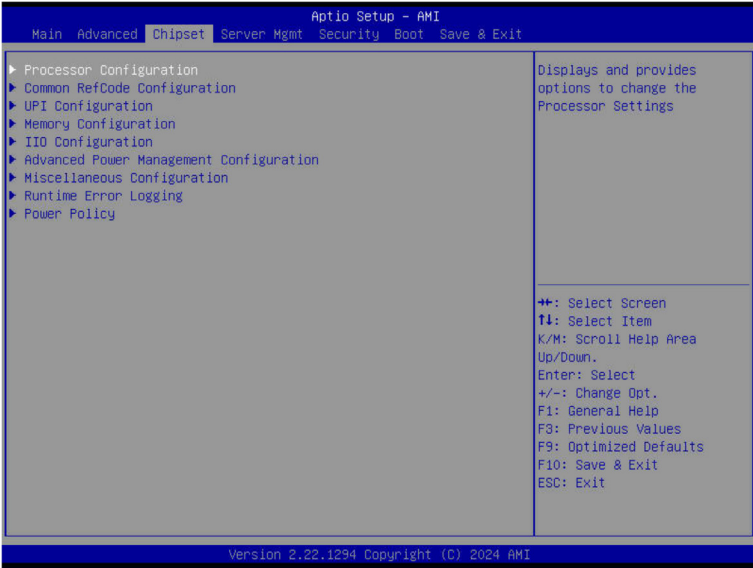 Aptio Setup – AMI
Main Advanced Chipset Server Mgmt Security Boot Save & Exit
▶ Processor Configuration
▶ Common RefCode Configuration
▶ UPI Configuration
▶ Memory Configuration
▶ IIO Configuration
▶ Advanced Power Management Configuration
▶ Miscellaneous Configuration
▶ Runtime Error Logging
▶ Power Policy
Displays and provides
options to change the
Processor Settings
→←: Select Screen
↑↓: Select Item
K/M: Scroll Help Area
Up/Down.
Enter: Select
+/-: Change Opt.
F1: General Help
F3: Previous Values
F9: Optimized Defaults
F10: Save & Exit
ESC: Exit
Version 2.22.1294 Copyright (C) 2024 AMI